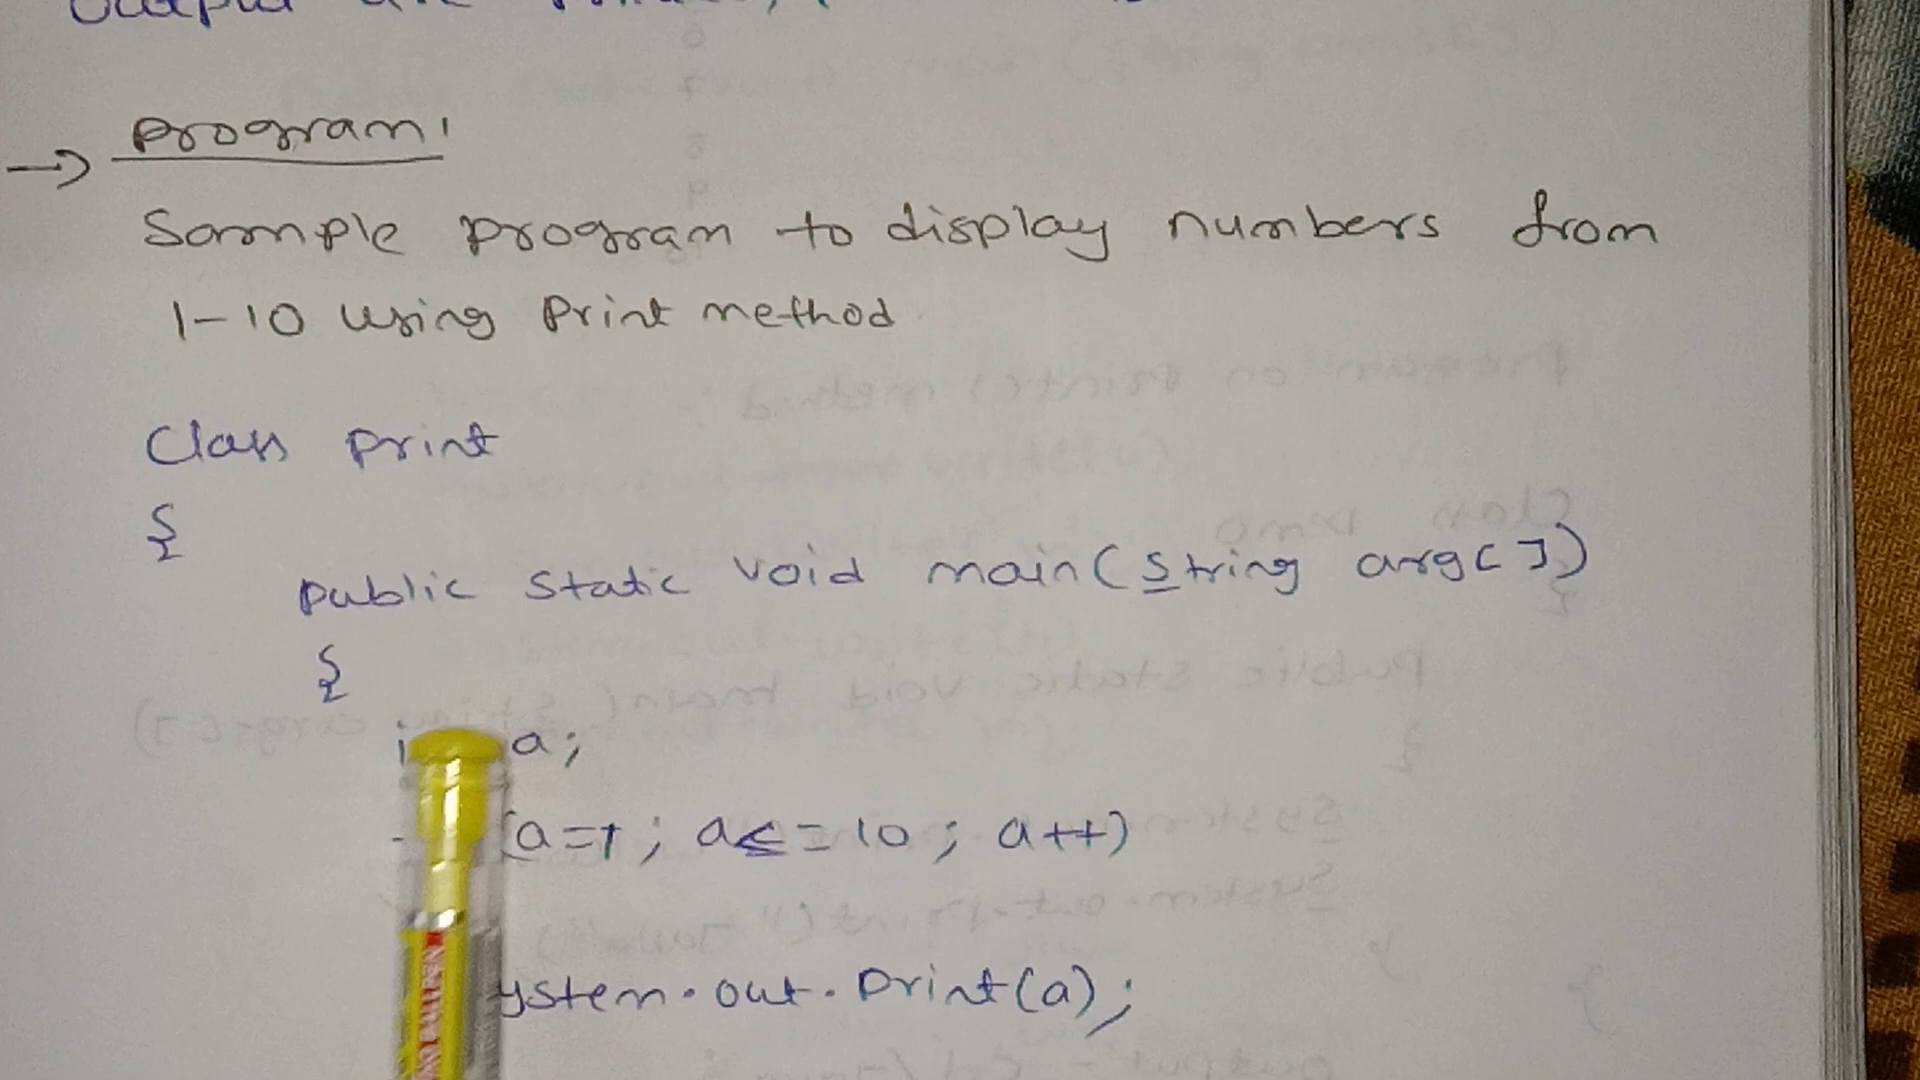 Program:
Sample program to display numbers from
1-10 using Print method
Class print
{
public static void main(String arg[])
{
a;
(a=1; a<=10; a++)
ystem.out.print(a);